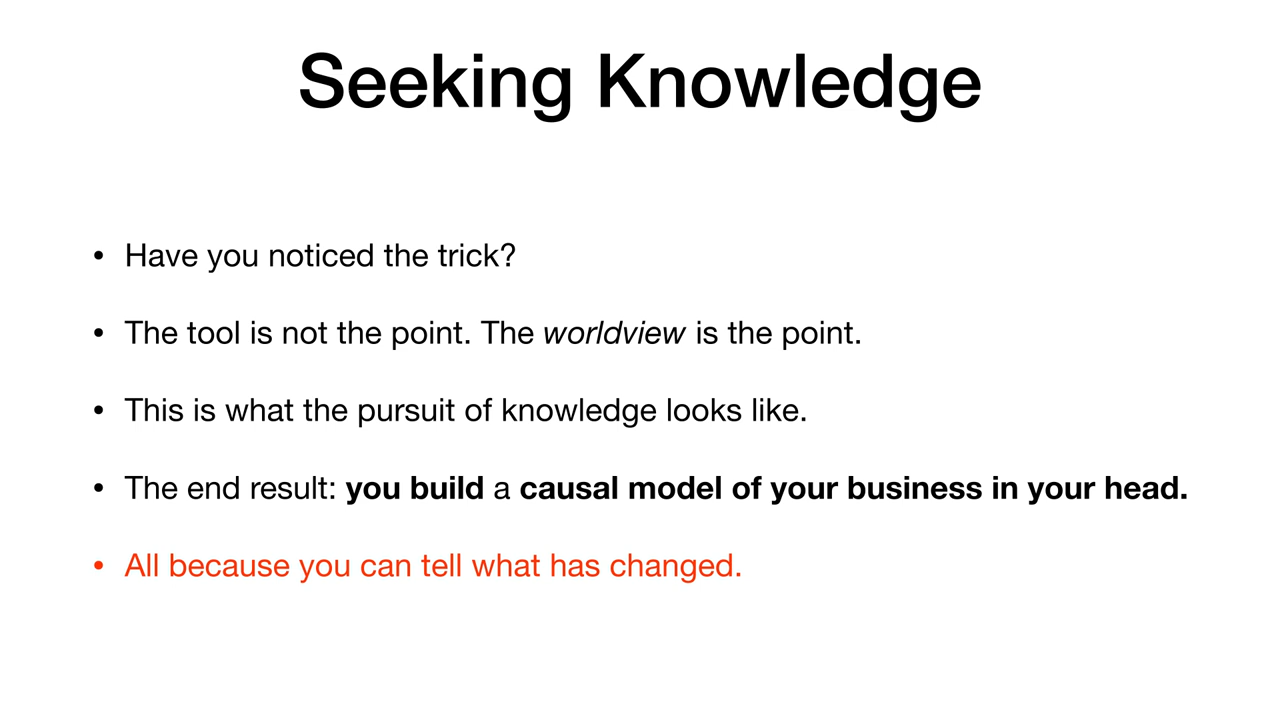 Seeking Knowledge
• Have you noticed the trick?
• The tool is not the point. The worldview is the point.
• This is what the pursuit of knowledge looks like.
• The end result: you build a causal model of your business in your head.
• All because you can tell what has changed.